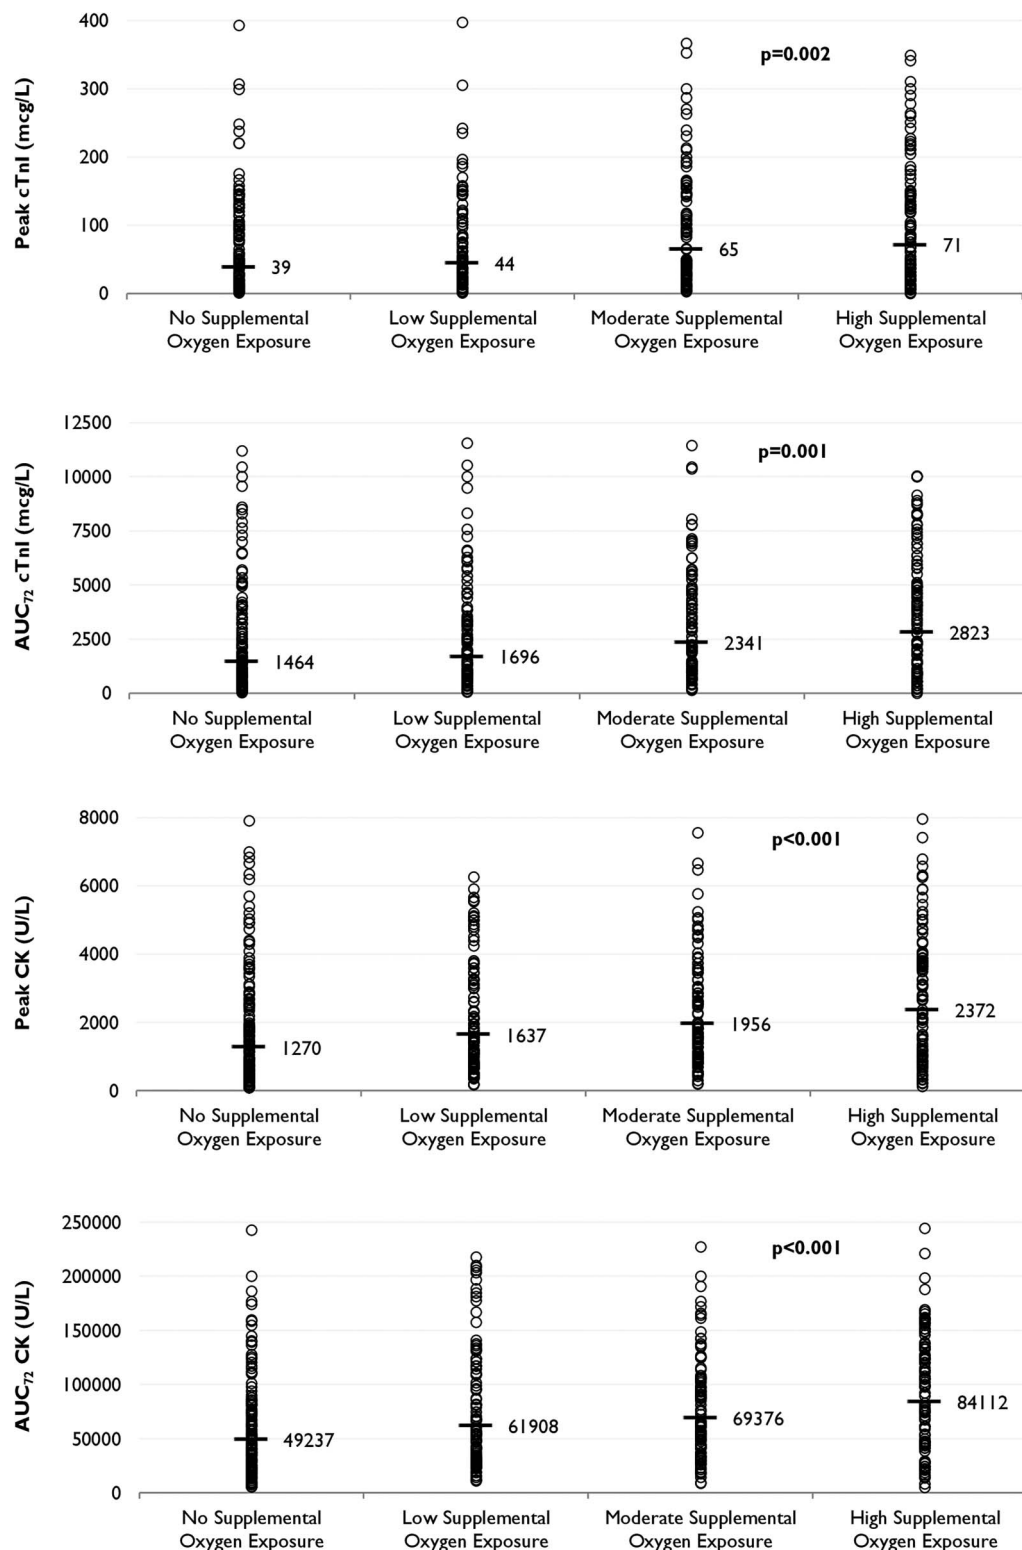 Peak cTnI (mcg/L)
400
300
200
100
0
p=0.002
39
44
65
71
No Supplemental
Oxygen Exposure
Low Supplemental
Oxygen Exposure
Moderate Supplemental
Oxygen Exposure
High Supplemental
Oxygen Exposure
AUC₇₂ cTnI (mcg/L)
12500
10000
7500
5000
2500
0
p=0.001
1464
1696
2341
2823
No Supplemental
Oxygen Exposure
Low Supplemental
Oxygen Exposure
Moderate Supplemental
Oxygen Exposure
High Supplemental
Oxygen Exposure
Peak CK (U/L)
8000
6000
4000
2000
0
p<0.001
1270
1637
1956
2372
No Supplemental
Oxygen Exposure
Low Supplemental
Oxygen Exposure
Moderate Supplemental
Oxygen Exposure
High Supplemental
Oxygen Exposure
AUC₇₂ CK (U/L)
250000
200000
150000
100000
50000
0
p<0.001
49237
61908
69376
84112
No Supplemental
Oxygen Exposure
Low Supplemental
Oxygen Exposure
Moderate Supplemental
Oxygen Exposure
High Supplemental
Oxygen Exposure